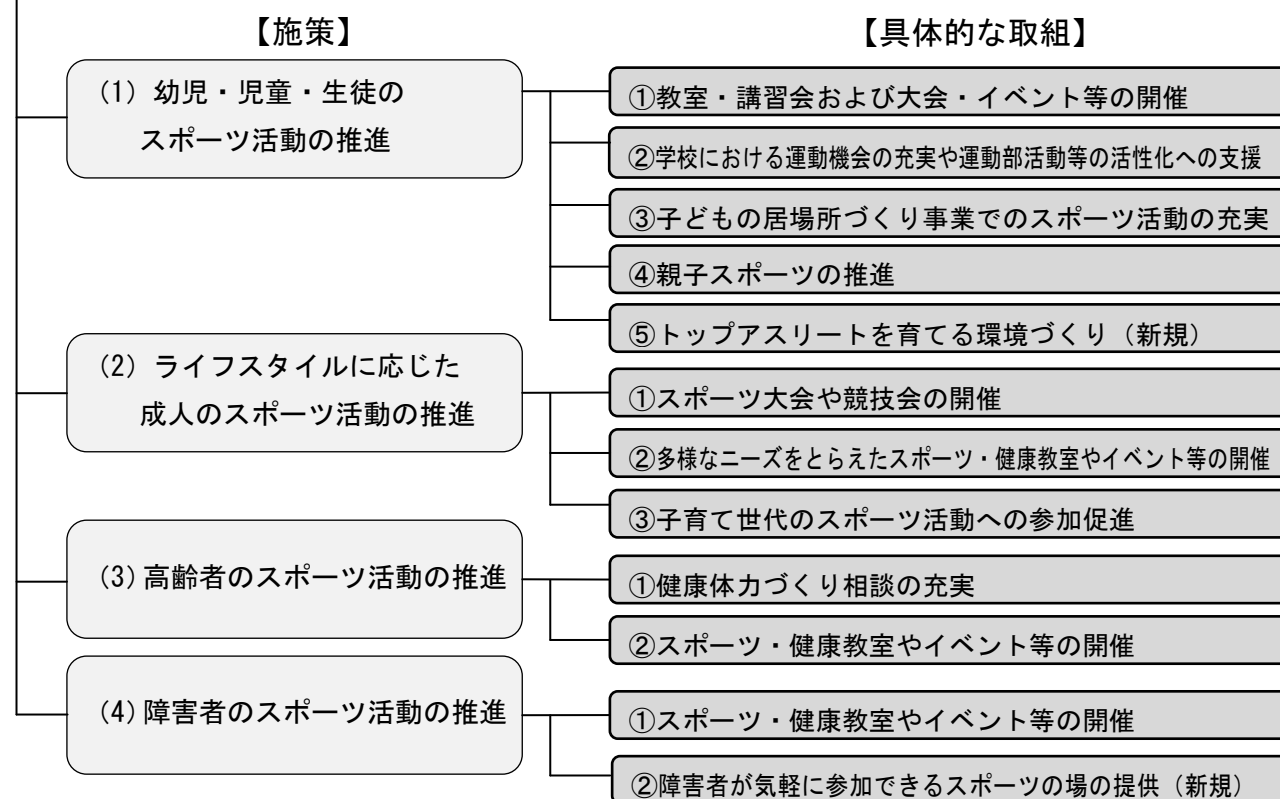 【施策】
【具体的な取組】
(1) 幼児・児童・生徒の
スポーツ活動の推進
①教室・講習会および大会・イベント等の開催
②学校における運動機会の充実や運動部活動等の活性化への支援
③子どもの居場所づくり事業でのスポーツ活動の充実
④親子スポーツの推進
⑤トップアスリートを育てる環境づくり（新規）
(2) ライフスタイルに応じた
成人のスポーツ活動の推進
①スポーツ大会や競技会の開催
②多様なニーズをとらえたスポーツ・健康教室やイベント等の開催
③子育て世代のスポーツ活動への参加促進
(3) 高齢者のスポーツ活動の推進
①健康体力づくり相談の充実
②スポーツ・健康教室やイベント等の開催
(4) 障害者のスポーツ活動の推進
①スポーツ・健康教室やイベント等の開催
②障害者が気軽に参加できるスポーツの場の提供（新規）